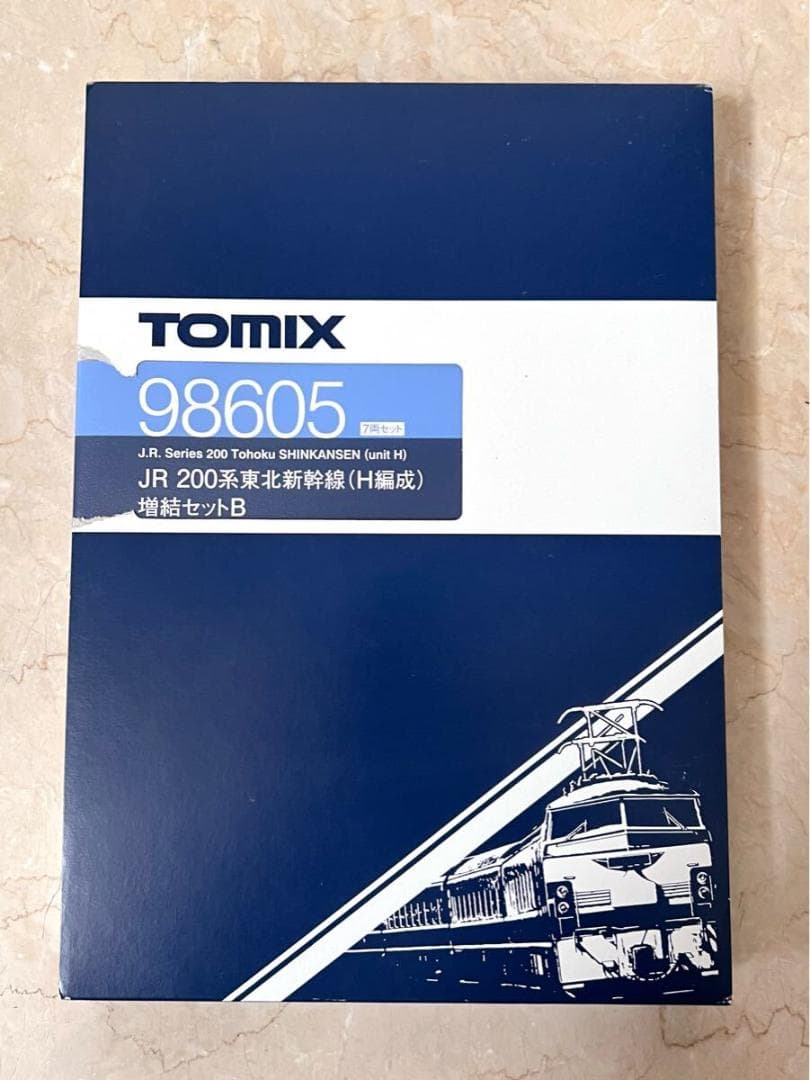 TOMIX
98605 7両セット
J.R. Series 200 Tohoku SHINKANSEN (unit H)
JR 200系東北新幹線(H編成)
増結セットB